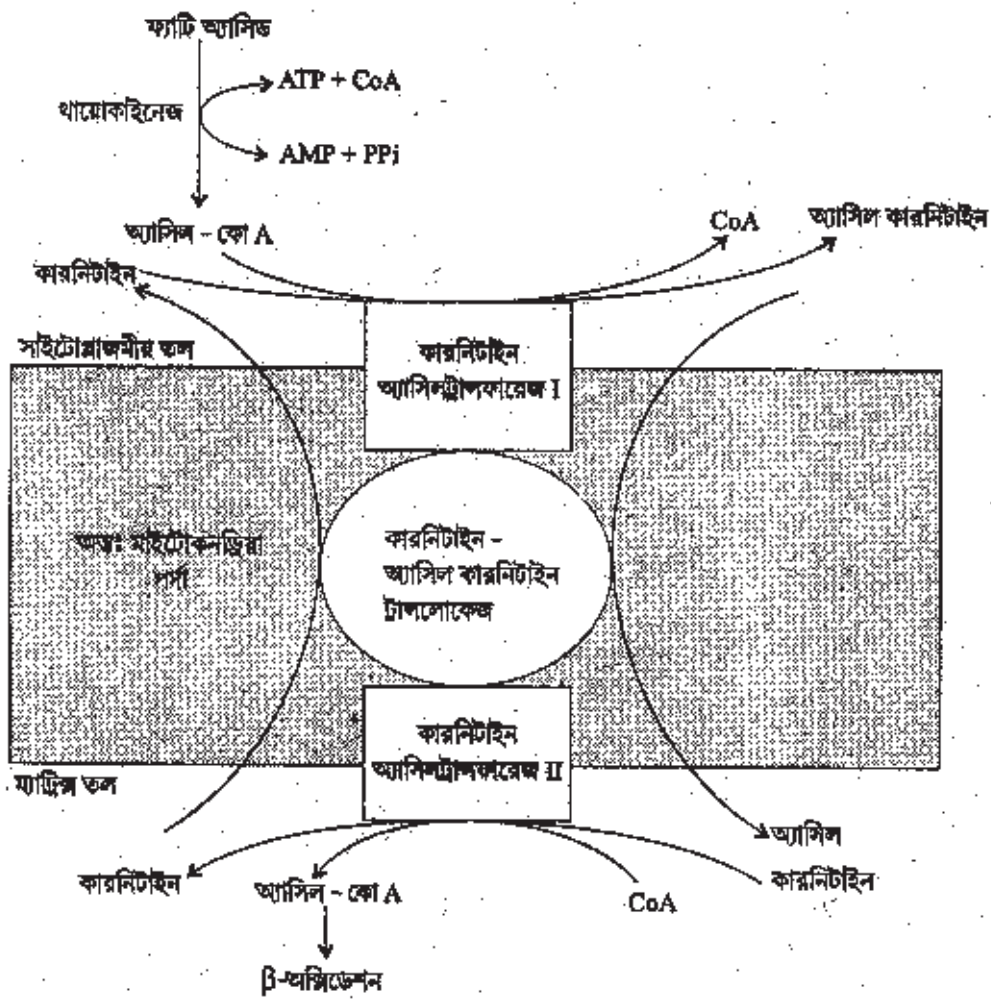 ফ্যাটি অ্যাসিড
ATP + CoA
থায়োকাইনেজ
AMP + PPi
অ্যাসিল – কো A
CoA
অ্যাসিল কারনিটাইন
কারনিটাইন
সাইটোপ্লাজমীয় তল
কারনিটাইন
অ্যাসিলট্রান্সফারেজ I
অন্তঃ মাইটোকনড্রিয়া
পর্দা
কারনিটাইন –
অ্যাসিল কারনিটাইন
ট্রান্সলোকেজ
কারনিটাইন
অ্যাসিলট্রান্সফারেজ II
ম্যাট্রিক্স তল
অ্যাসিল
কারনিটাইন
কারনিটাইন
অ্যাসিল – কো A
CoA
β-অক্সিডেশন